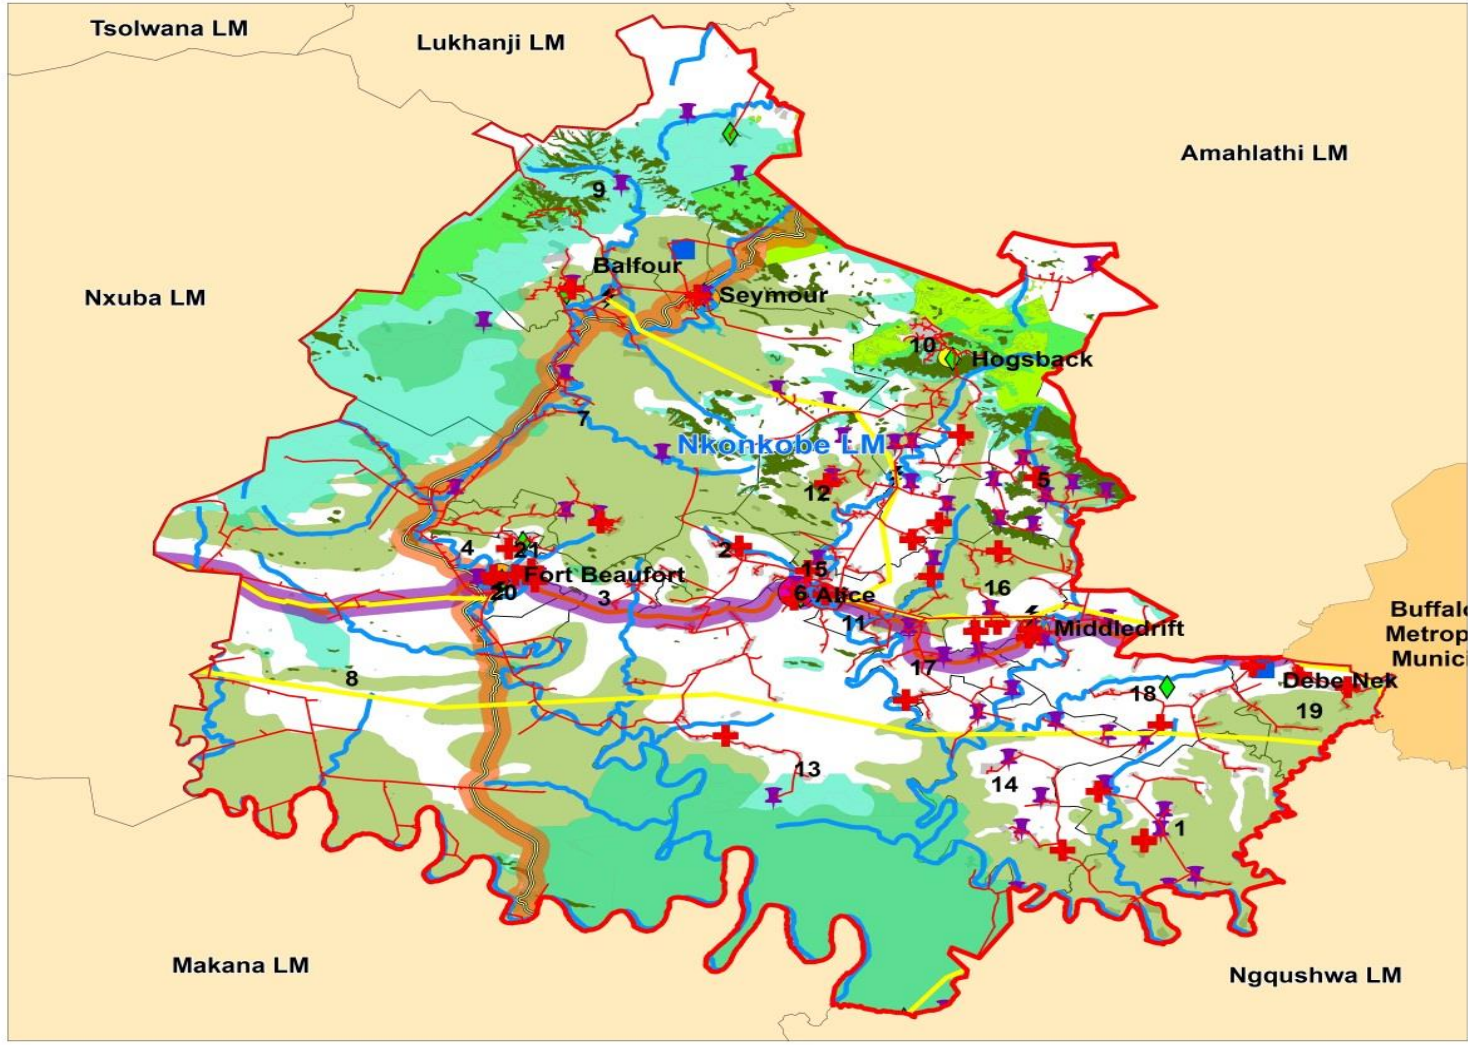 Tsolwana LM
Lukhanji LM
Amahlathi LM
9
Balfour
Nxuba LM
Seymour
10
Hogsback
7
Nkonkobe LM
12
5
4
21
2
15
Fort Beaufort
20
3
6
Alice
16
11
Middledrift
Buffalo
Metrop
Munici
17
8
18
Debe Nek
19
13
14
1
Makana LM
Ngqushwa LM